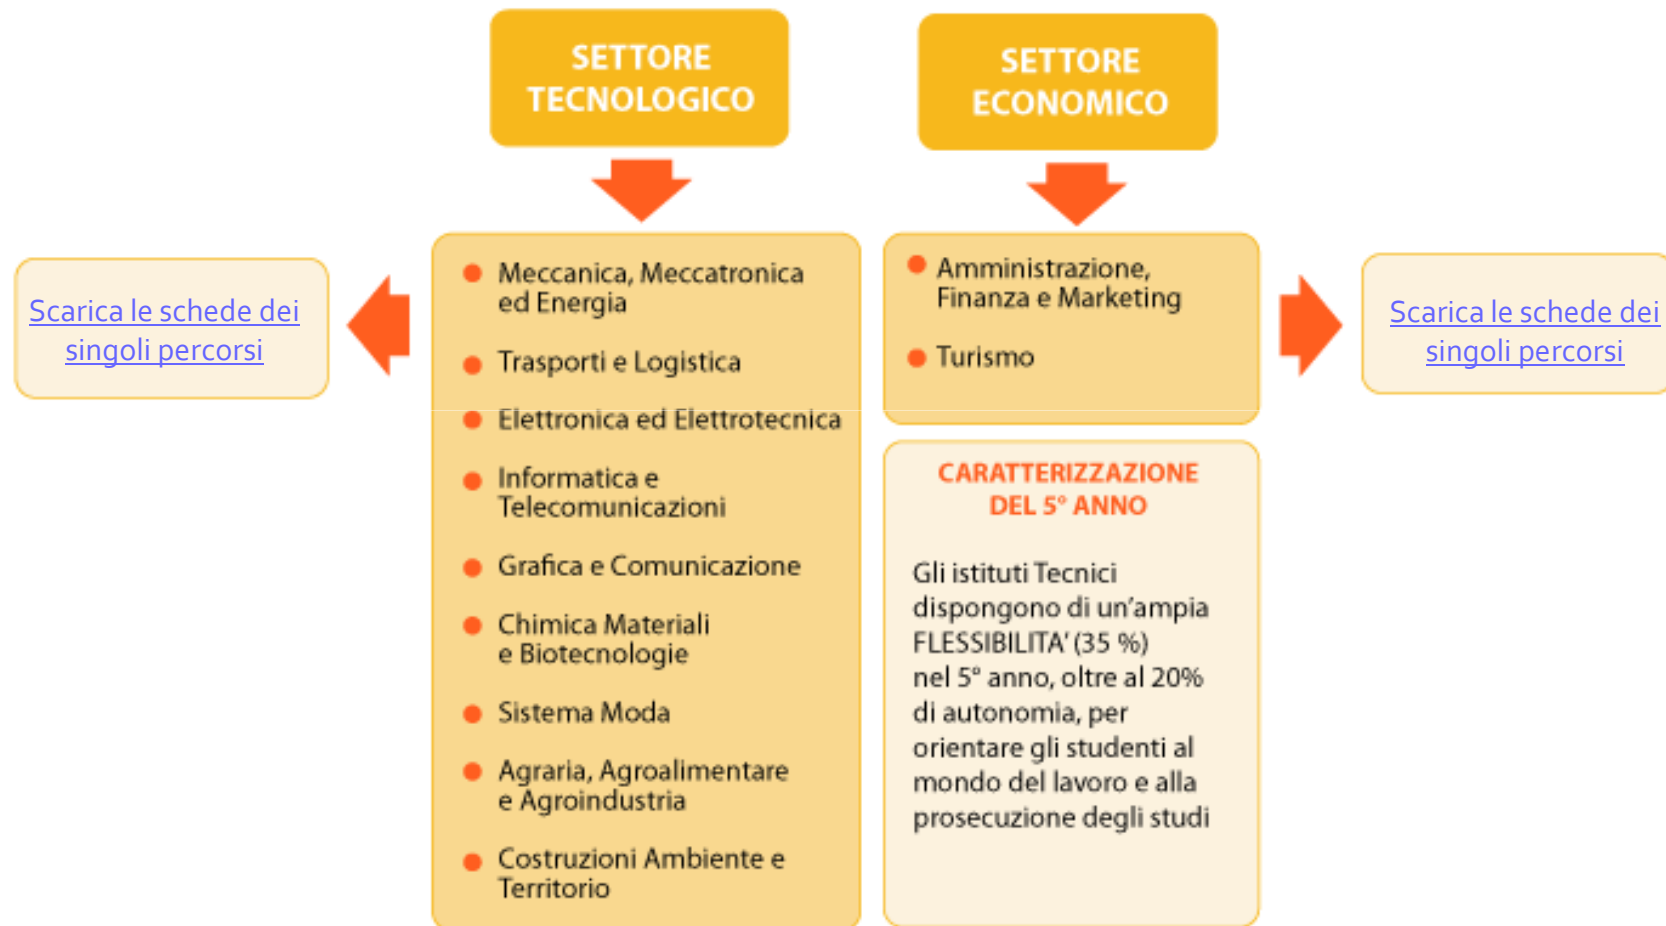 SETTORE
TECNOLOGICO
SETTORE
ECONOMICO
Scarica le schede dei
singoli percorsi
Meccanica, Meccatronica
ed Energia
Trasporti e Logistica
Elettronica ed Elettrotecnica
Informatica e
Telecomunicazioni
Grafica e Comunicazione
Chimica Materiali
e Biotecnologie
Sistema Moda
Agraria, Agroalimentare
e Agroindustria
Costruzioni Ambiente e
Territorio
Amministrazione,
Finanza e Marketing
Turismo
Scarica le schede dei
singoli percorsi
CARATTERIZZAZIONE
DEL 5° ANNO
Gli istituti Tecnici
dispongono di un’ampia
FLESSIBILITA’ (35 %)
nel 5° anno, oltre al 20%
di autonomia, per
orientare gli studenti al
mondo del lavoro e alla
prosecuzione degli studi